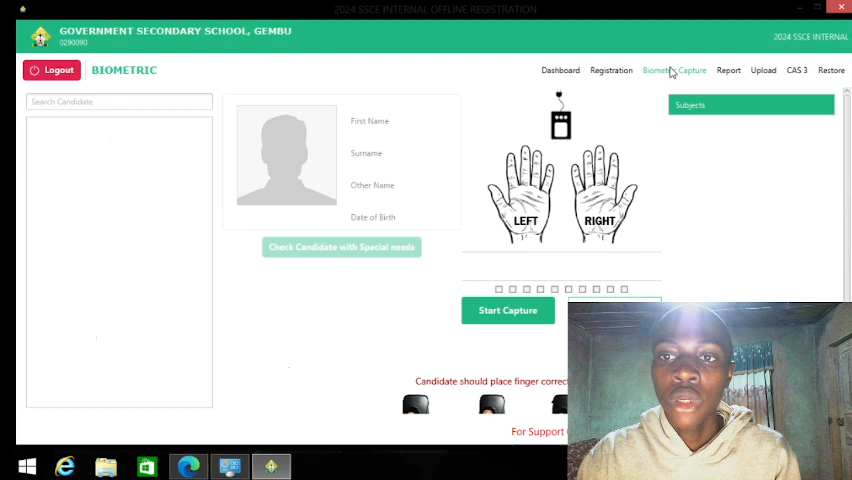 2024 SSCE INTERNAL OFFLINE REGISTRATION
GOVERNMENT SECONDARY SCHOOL, GEMBU
0290090
2024 SSCE INTERNAL
Logout
BIOMETRIC
Dashboard
Registration
Biometric Capture
Report
Upload
CAS 3
Restore
Search Candidate
First Name
Surname
Other Name
Date of Birth
Check Candidate with Special needs
LEFT
RIGHT
Subjects
Start Capture
Candidate should place finger correct
For Support